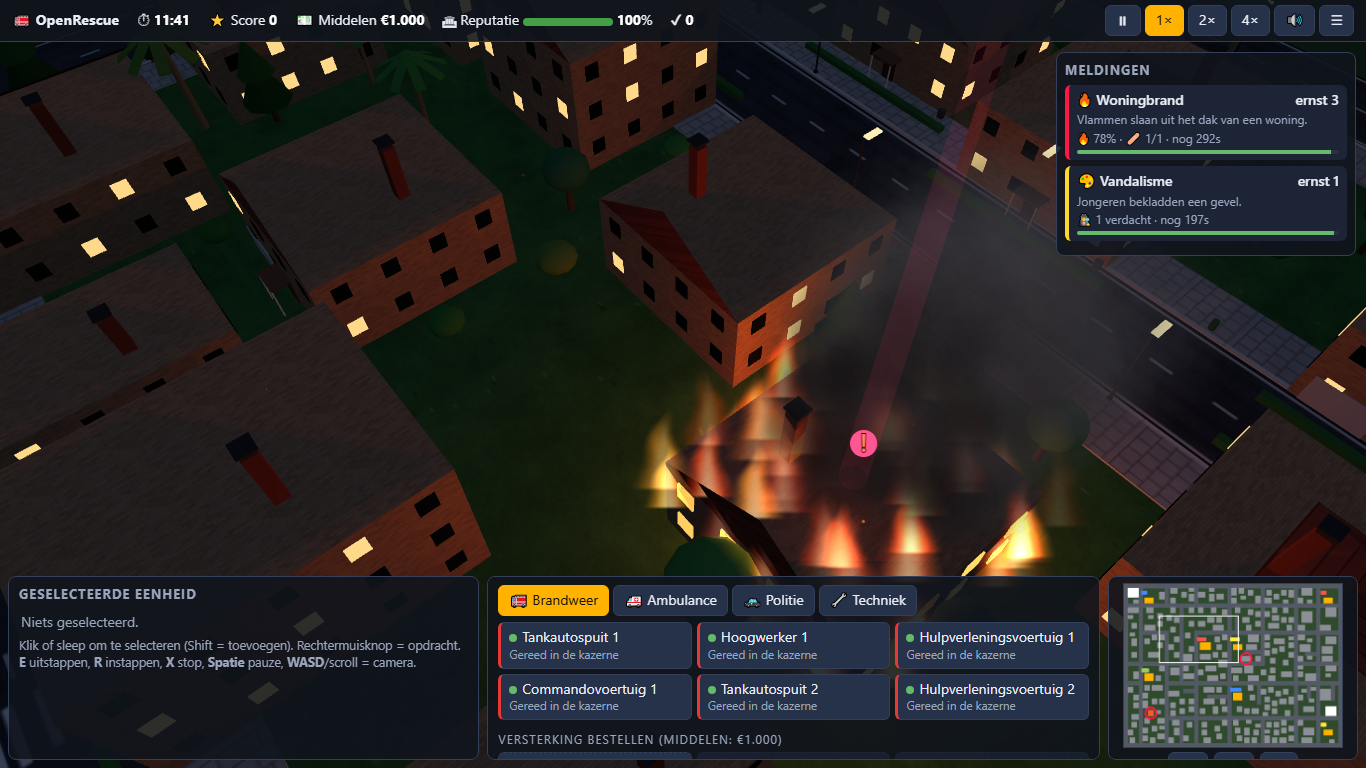 OpenRescue 11:41 Score 0 Middelen €1.000 Reputatie 100% ✓ 0
1× 2× 4×
MELDINGEN
Woningbrand ernst 3
Vlammen slaan uit het dak van een woning.
78% · 1/1 · nog 292s
Vandalisme ernst 1
Jongeren bekladden een gevel.
1 verdacht · nog 197s
!
GESELECTEERDE EENHEID
Niets geselecteerd.
Klik of sleep om te selecteren (Shift = toevoegen). Rechtermuisknop = opdracht.
E uitstappen, R instappen, X stop, Spatie pauze, WASD/scroll = camera.
Brandweer Ambulance Politie Techniek
Tankautospuit 1
Gereed in de kazerne
Hoogwerker 1
Gereed in de kazerne
Hulpverleningsvoertuig 1
Gereed in de kazerne
Commandovoertuig 1
Gereed in de kazerne
Tankautospuit 2
Gereed in de kazerne
Hulpverleningsvoertuig 2
Gereed in de kazerne
VERSTERKING BESTELLEN (MIDDELEN: €1.000)